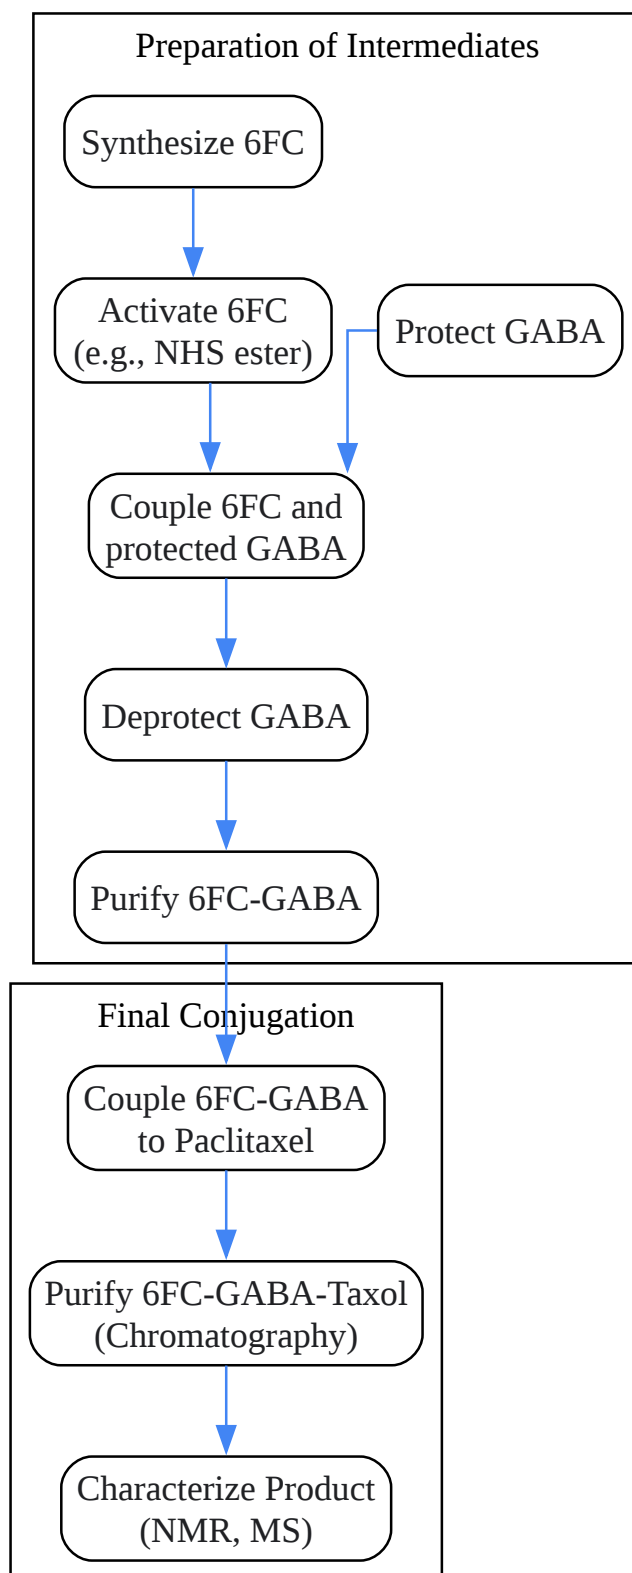 Preparation of Intermediates
Synthesize 6FC
Activate 6FC
(e.g., NHS ester)
Protect GABA
Couple 6FC and
protected GABA
Deprotect GABA
Purify 6FC-GABA
Final Conjugation
Couple 6FC-GABA
to Paclitaxel
Purify 6FC-GABA-Taxol
(Chromatography)
Characterize Product
(NMR, MS)